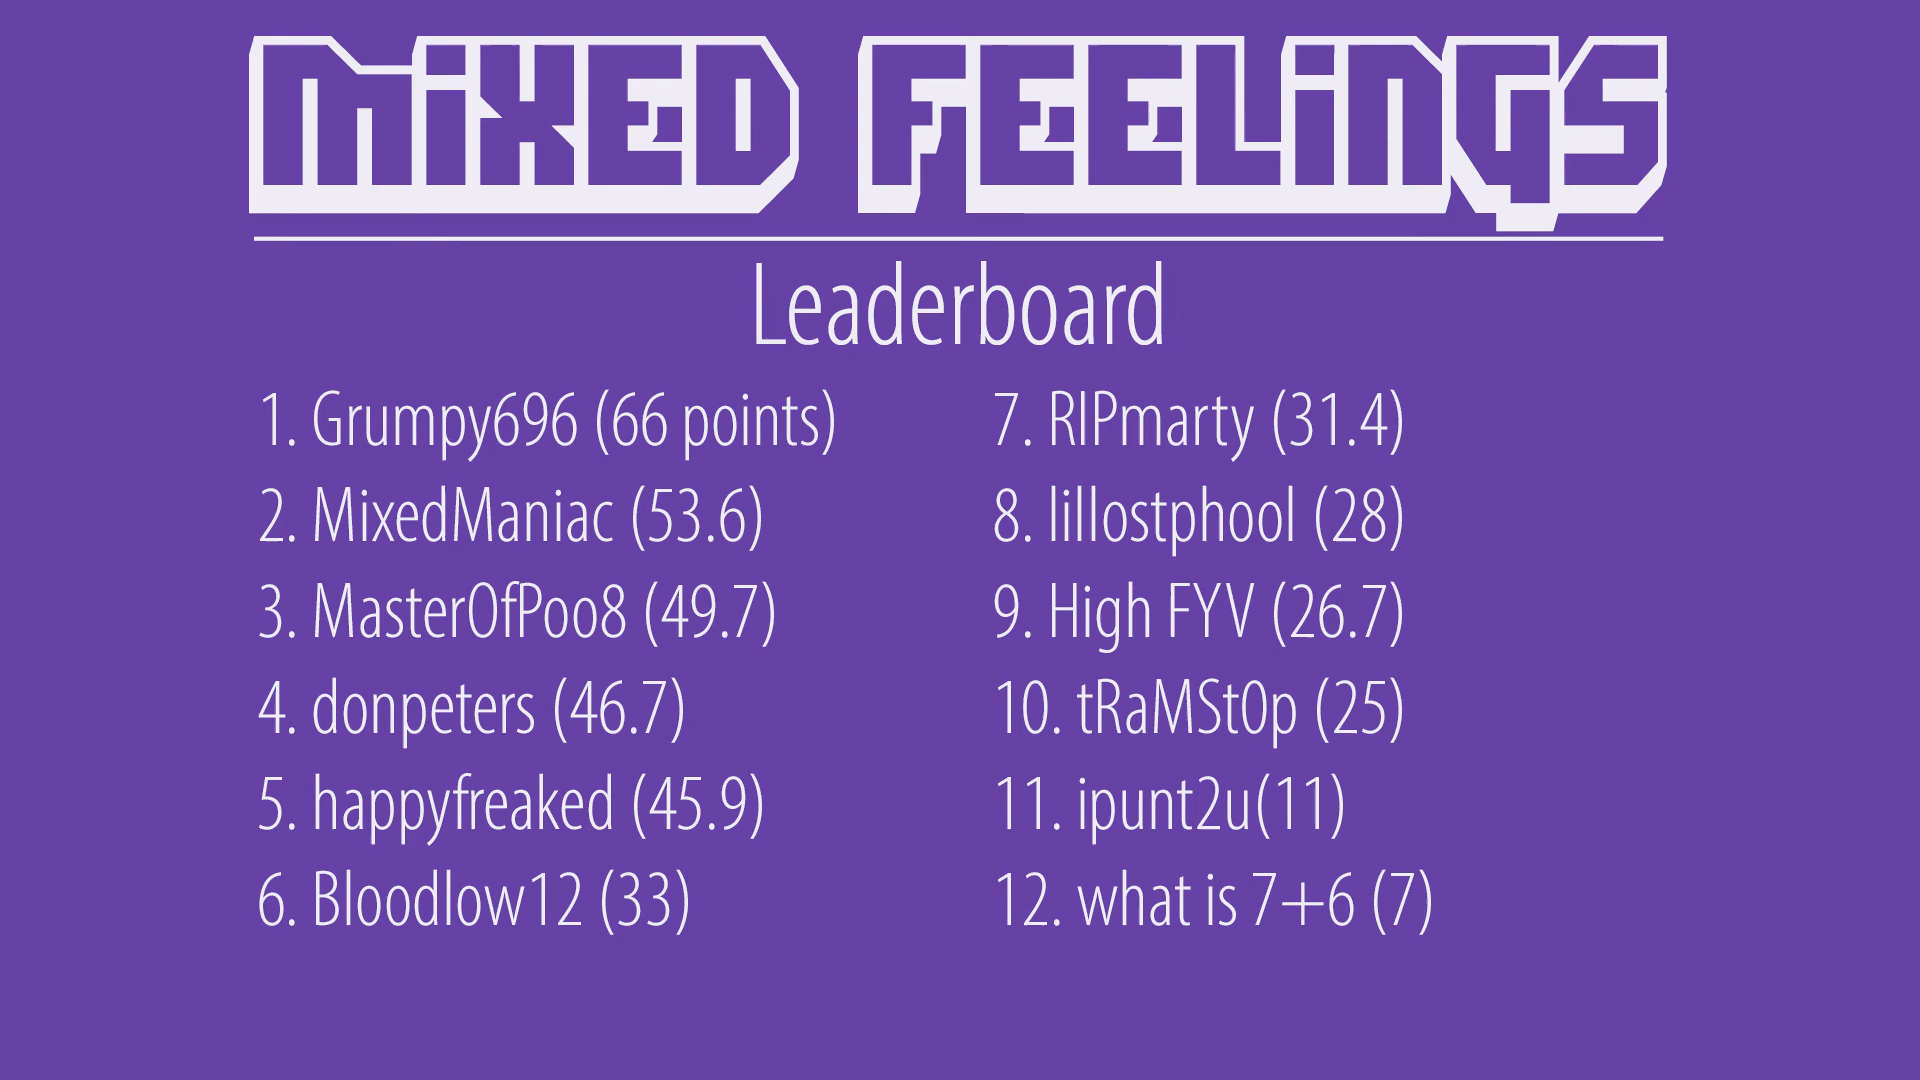 MiXED FEELiNGS
Leaderboard
1. Grumpy696 (66 points)
2. MixedManiac (53.6)
3. MasterOfPoo8 (49.7)
4. donpeters (46.7)
5. happyfreaked (45.9)
6. Bloodlow12 (33)
7. RIPmarty (31.4)
8. lillostphool (28)
9. High FYV (26.7)
10. tRaMSt0p (25)
11. ipunt2u(11)
12. what is 7+6 (7)